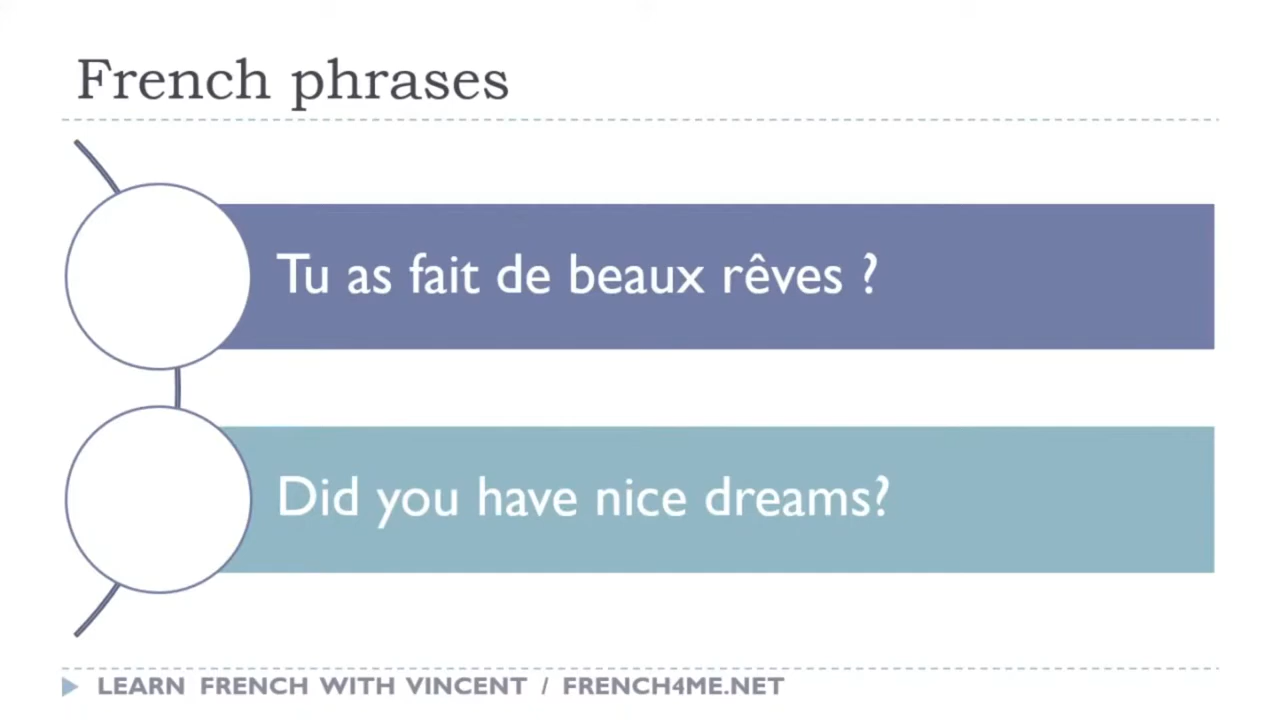 French phrases
Tu as fait de beaux rêves ?
Did you have nice dreams?
LEARN FRENCH WITH VINCENT / FRENCH4ME.NET